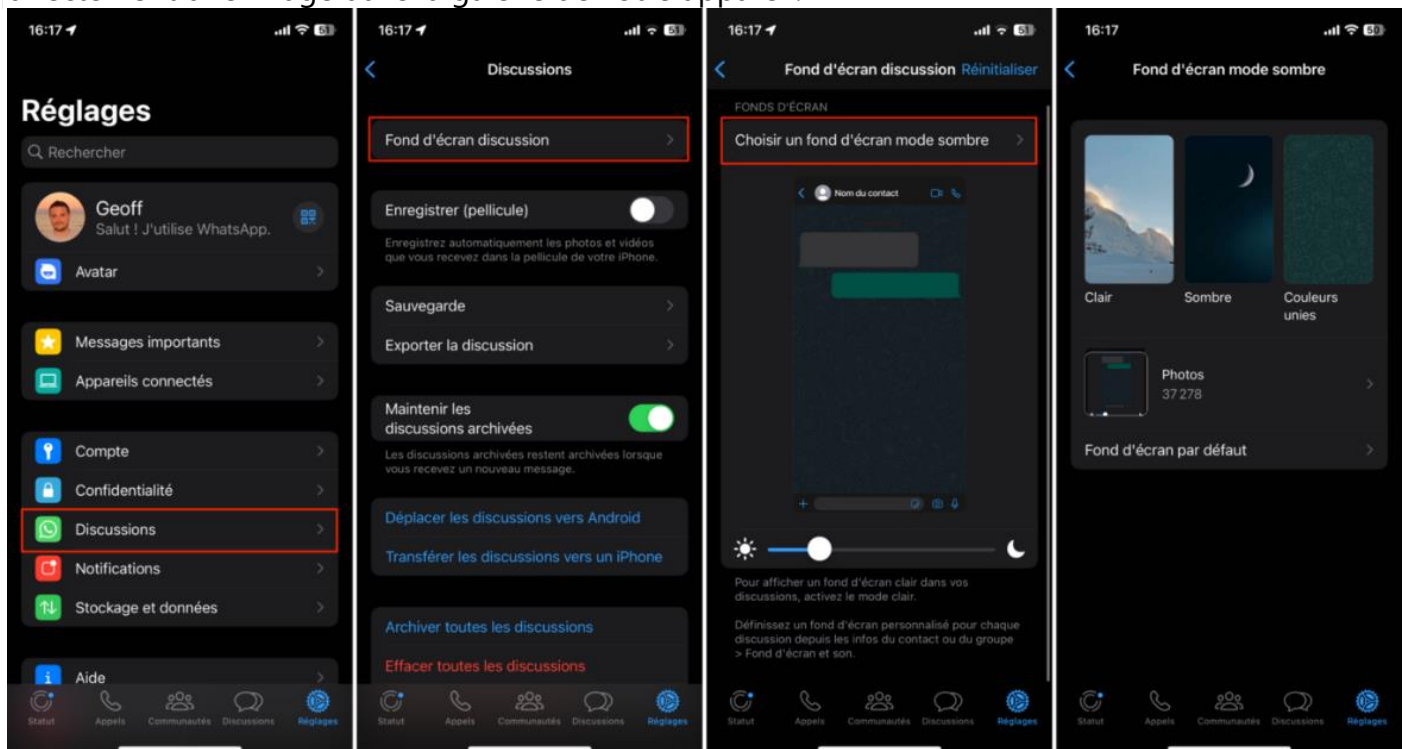 16:17
51
Réglages
Rechercher
Geoff
Salut ! J'utilise WhatsApp.
Avatar
Messages importants
Appareils connectés
Compte
Confidentialité
Discussions
Notifications
Stockage et données
Aide
Statut
Appels
Communautés
Discussions
Réglages
16:17
51
Discussions
Fond d'écran discussion
Enregistrer (pellicule)
Enregistrez automatiquement les photos et vidéos
que vous recevez dans la pellicule de votre iPhone.
Sauvegarde
Exporter la discussion
Maintenir les
discussions archivées
Les discussions archivées restent archivées lorsque
vous recevez un nouveau message.
Déplacer les discussions vers Android
Transférer les discussions vers un iPhone
Archiver toutes les discussions
Effacer toutes les discussions
Statut
Appels
Communautés
Discussions
Réglages
16:17
51
Fond d'écran discussion Réinitialiser
FONDS D'ÉCRAN
Choisir un fond d'écran mode sombre
Nom du contact
Pour afficher un fond d'écran clair dans vos
discussions, activez le mode clair.
Définissez un fond d'écran personnalisé pour chaque
discussion depuis les infos du contact ou du groupe
> Fond d'écran et son.
Statut
Appels
Communautés
Discussions
Réglages
16:17
50
Fond d'écran mode sombre
Clair
Sombre
Couleurs
unies
Photos
37 278
Fond d'écran par défaut
Statut
Appels
Communautés
Discussions
Réglages